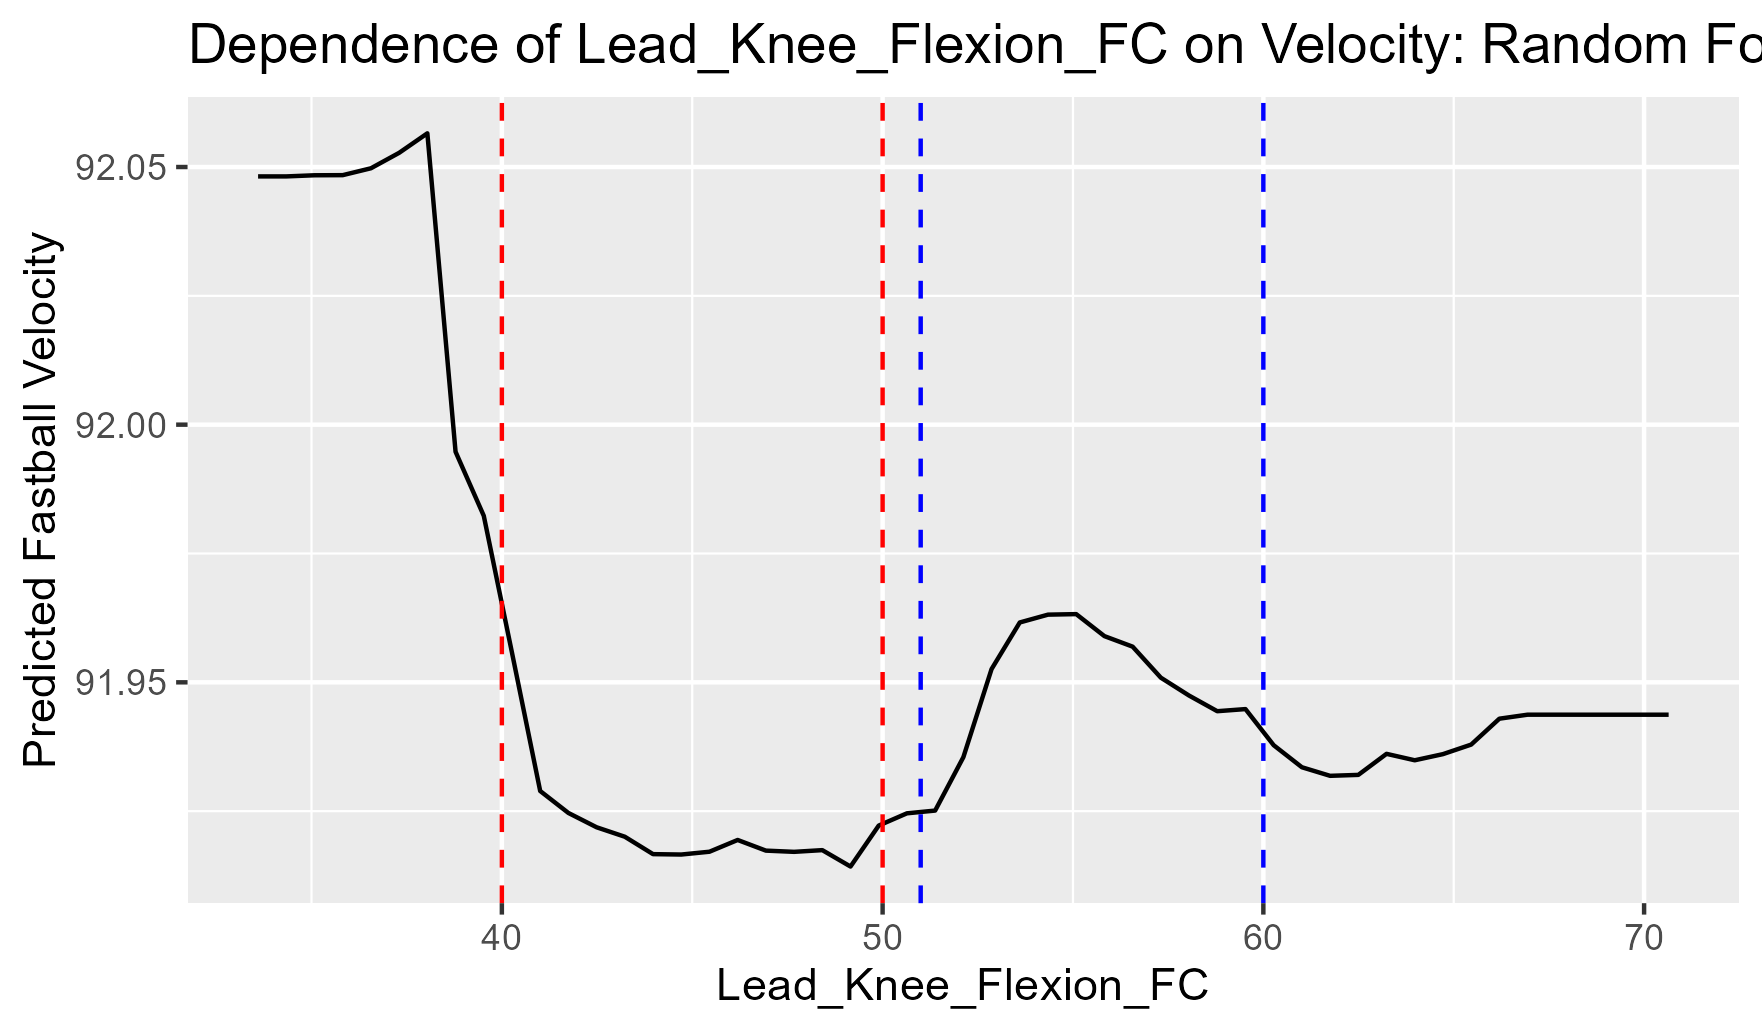 Dependence of Lead_Knee_Flexion_FC on Velocity: Random Fo
92.05
92.00
91.95
Predicted Fastball Velocity
40 50 60 70
Lead_Knee_Flexion_FC